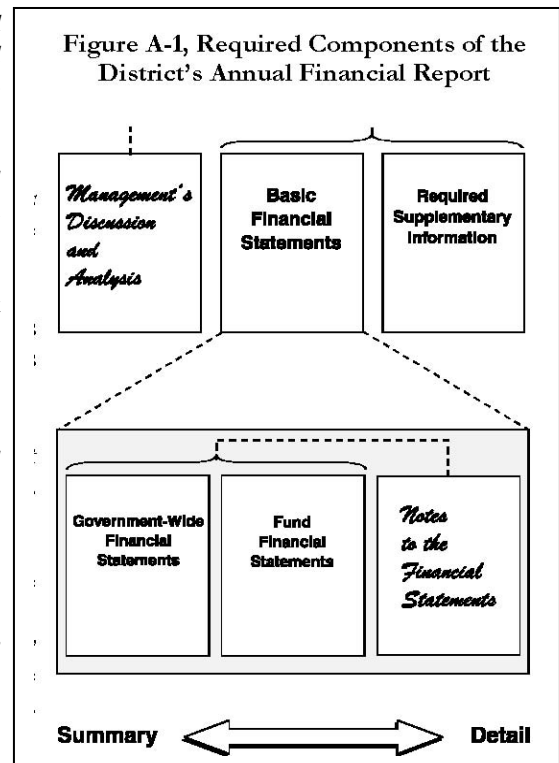 Figure A-1, Required Components of the
District's Annual Financial Report
Management's
Discussion
and
Analysis
Basic
Financial
Statements
Required
Supplementary
Information
Government-Wide
Financial
Statements
Fund
Financial
Statements
Notes
to the
Financial
Statements
Summary
Detail